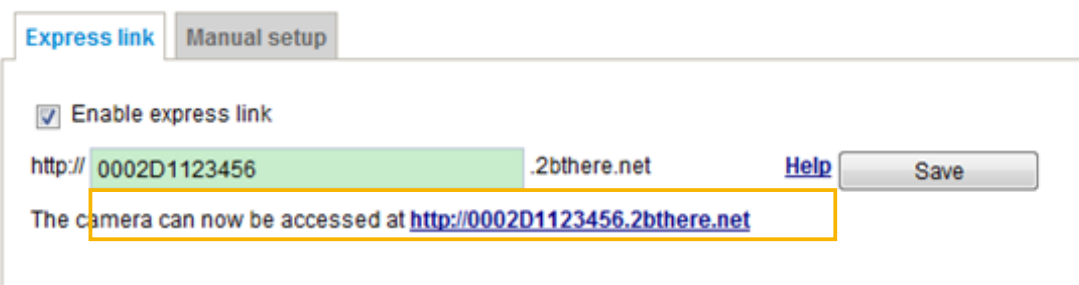 Express link Manual setup
Enable express link
http:// 0002D1123456 .2bthere.net Help Save
The camera can now be accessed at http://0002D1123456.2bthere.net